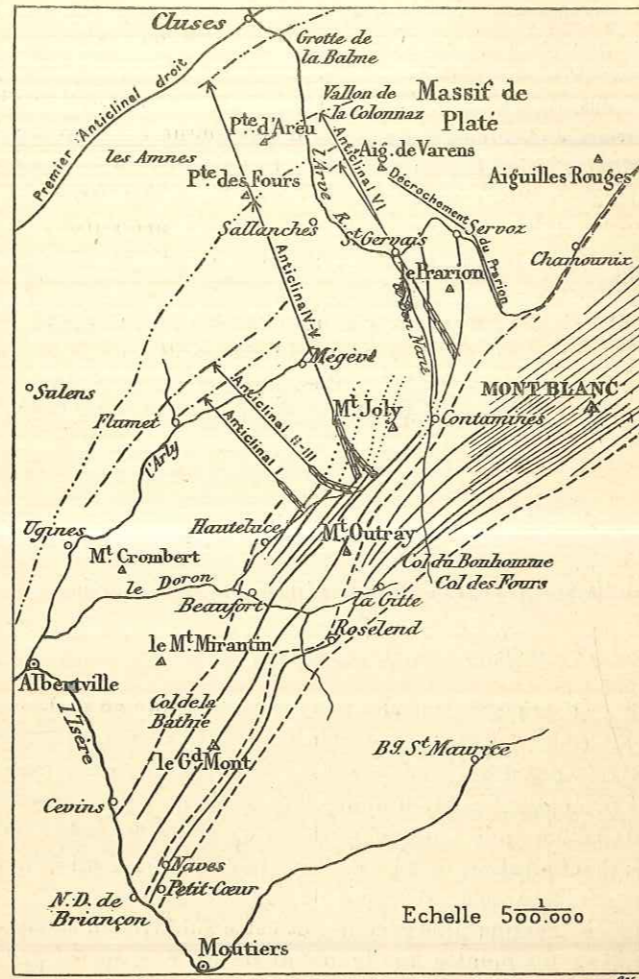 Cluses
Grotte de
la Balme
Premier Anticlinal droit
Vallon de
la Colonnaz
Massif de
Platé
Pte d'Areu
les Amnes
l'Arve
Anticlinal VI
Aig. de Varens
Aiguilles Rouges
Pte des Fours
Décrochement du Prarion
Sallanches
R.
St Gervais
Servoz
Chamounix
le Prarion
Bon Nant
Anticlinal IV-V
Mégève
Sulens
Mt Joly
MONT BLANC
Flumet
Anticlinal II-III
Anticlinal I
Contamines
l'Arly
Ugines
Hauteluce
Mt Outray
Mt Crombert
Col du Bonhomme
Col des Fours
le Doron
Beaufort
la Gitte
Roselend
le Mt Mirantin
Albertville
Col de la
Bathie
l'Isère
le Gd Mont
Bg. St Maurice
Cevins
Naves
Petit-Cœur
N.D. de
Briançon
Echelle 1/500.000
Moutiers